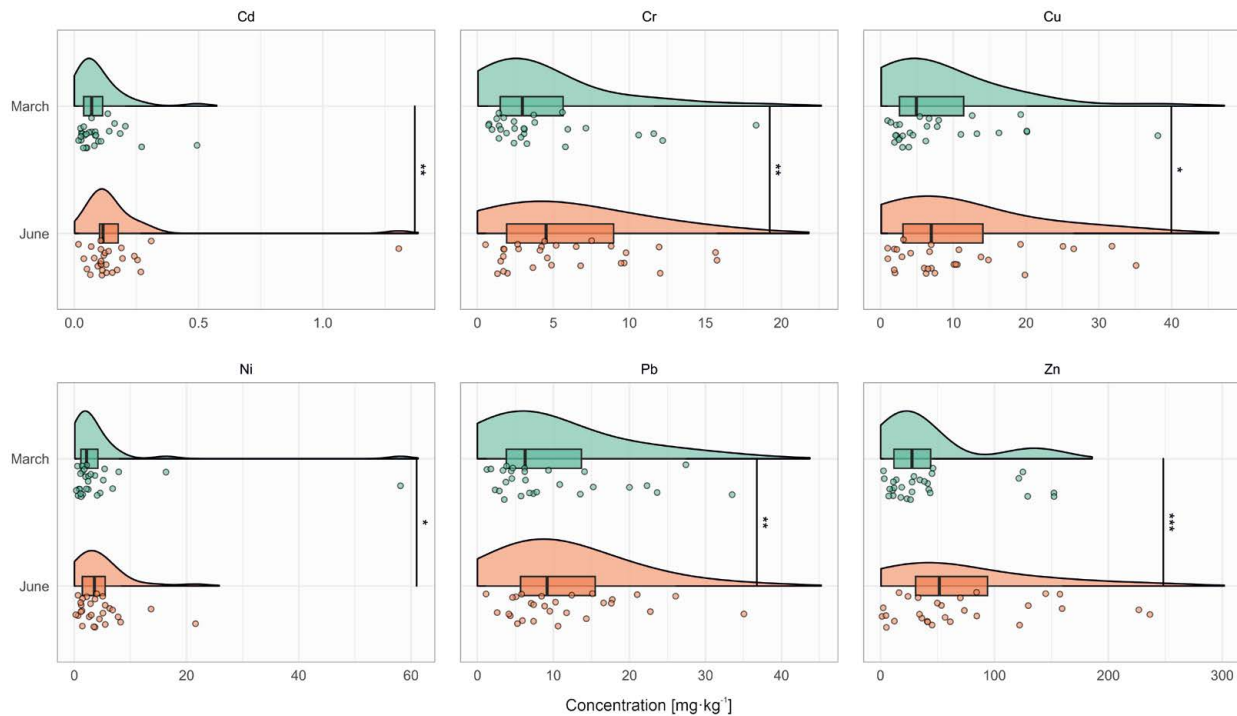 Cd Cr Cu
March
**
**
*
June
0.0 0.5 1.0
0 5 10 15 20
0 10 20 30 40
Ni Pb Zn
March
*
**
***
June
0 20 40 60
0 10 20 30 40
0 100 200 300
Concentration [mg·kg⁻¹]